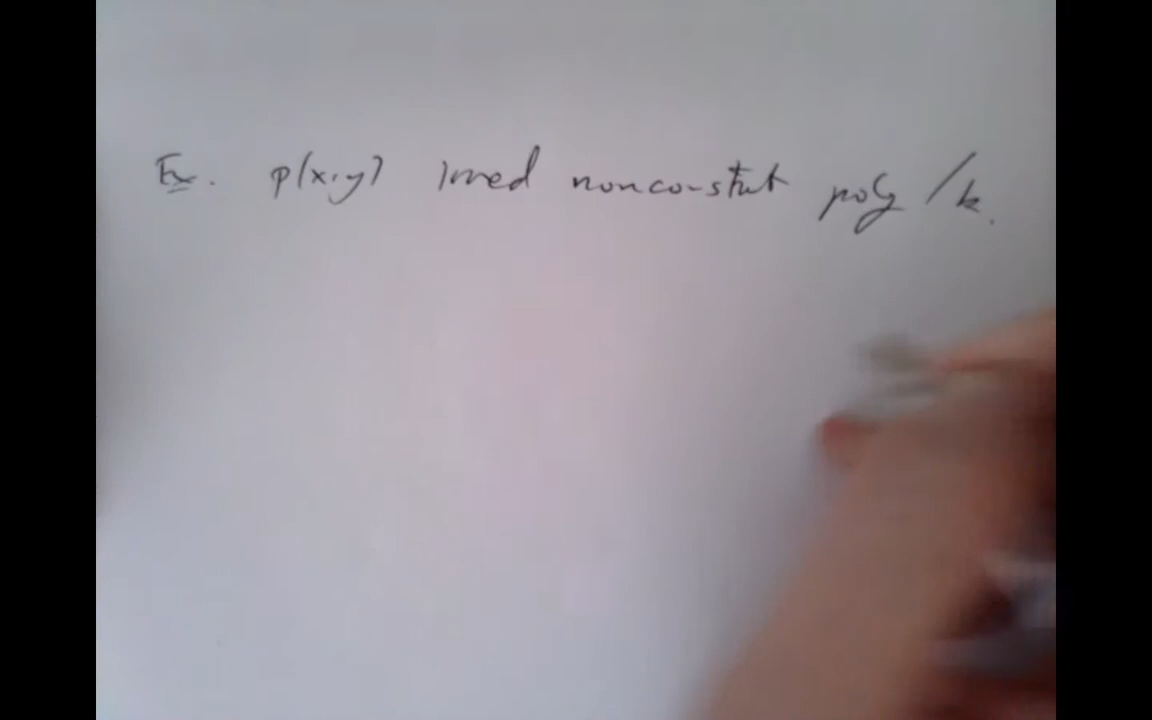 Ex. p(x,y) irred nonconstant poly /k.